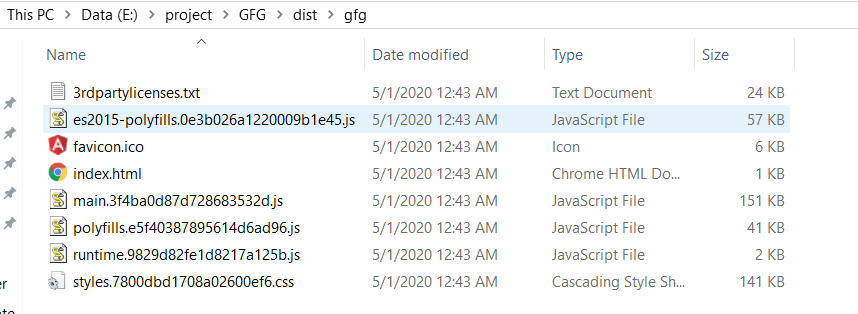 This PC > Data (E:) > project > GFG > dist > gfg
Name Date modified Type Size
3rdpartylicenses.txt 5/1/2020 12:43 AM Text Document 24 KB
es2015-polyfills.0e3b026a1220009b1e45.js 5/1/2020 12:43 AM JavaScript File 57 KB
favicon.ico 5/1/2020 12:43 AM Icon 6 KB
index.html 5/1/2020 12:43 AM Chrome HTML Do... 1 KB
main.3f4ba0d87d728683532d.js 5/1/2020 12:43 AM JavaScript File 151 KB
polyfills.e5f40387895614d6ad96.js 5/1/2020 12:43 AM JavaScript File 41 KB
runtime.9829d82fe1d8217a125b.js 5/1/2020 12:43 AM JavaScript File 2 KB
styles.7800dbd1708a02600ef6.css 5/1/2020 12:43 AM Cascading Style Sh... 141 KB